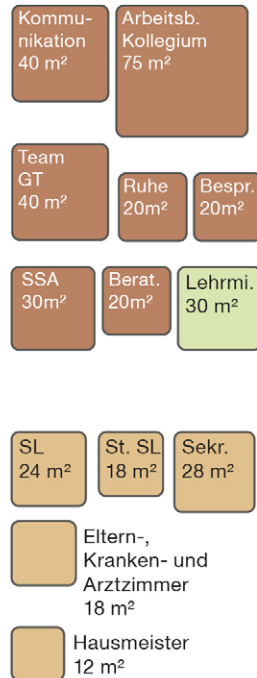 Kommu-
nikation
40 m²
Arbeitsb.
Kollegium
75 m²
Team
GT
40 m²
Ruhe
20m²
Bespr.
20m²
SSA
30m²
Berat.
20m²
Lehrmi.
30 m²
SL
24 m²
St. SL
18 m²
Sekr.
28 m²
Eltern-,
Kranken- und
Arztzimmer
18 m²
Hausmeister
12 m²